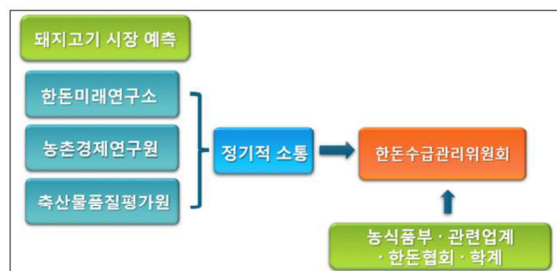 돼지고기 시장 예측
한돈미래연구소
농촌경제연구원
축산물품질평가원
정기적 소통
한돈수급관리위원회
농식품부 · 관련업계
· 한돈협회 · 학계